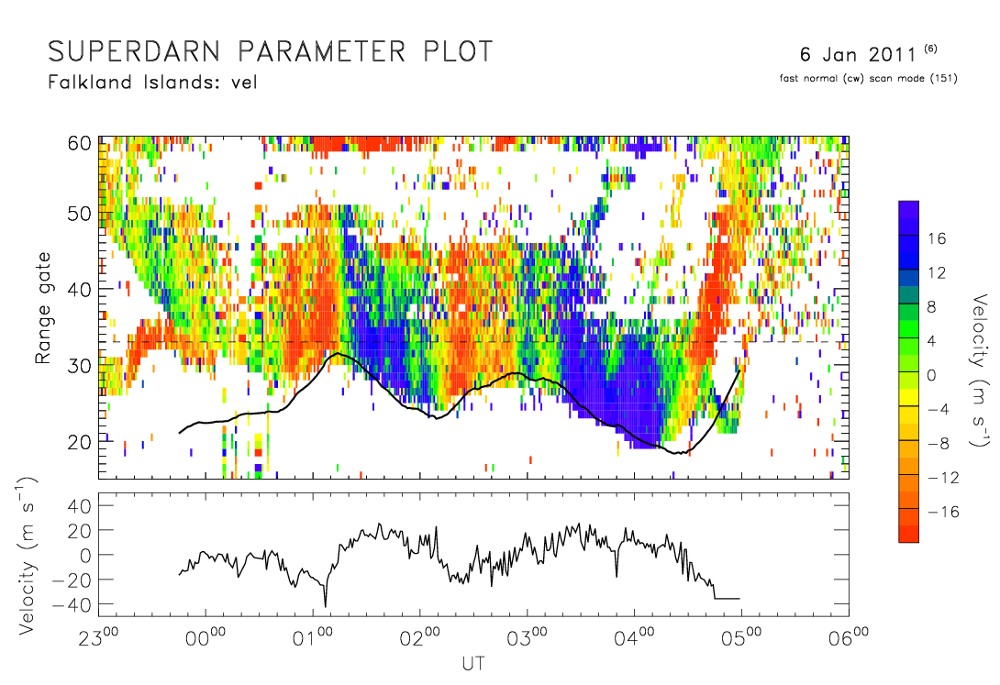 SUPERDARN PARAMETER PLOT
6 Jan 2011 (6)
Falkland Islands: vel
fast normal (cw) scan mode (151)
60
50
40
30
20
Range gate
16
12
8
4
0
−4
−8
−12
−16
Velocity (m s⁻¹)
40
20
0
−20
−40
Velocity (m s⁻¹)
23⁰⁰ 00⁰⁰ 01⁰⁰ 02⁰⁰ 03⁰⁰ 04⁰⁰ 05⁰⁰ 06⁰⁰
UT